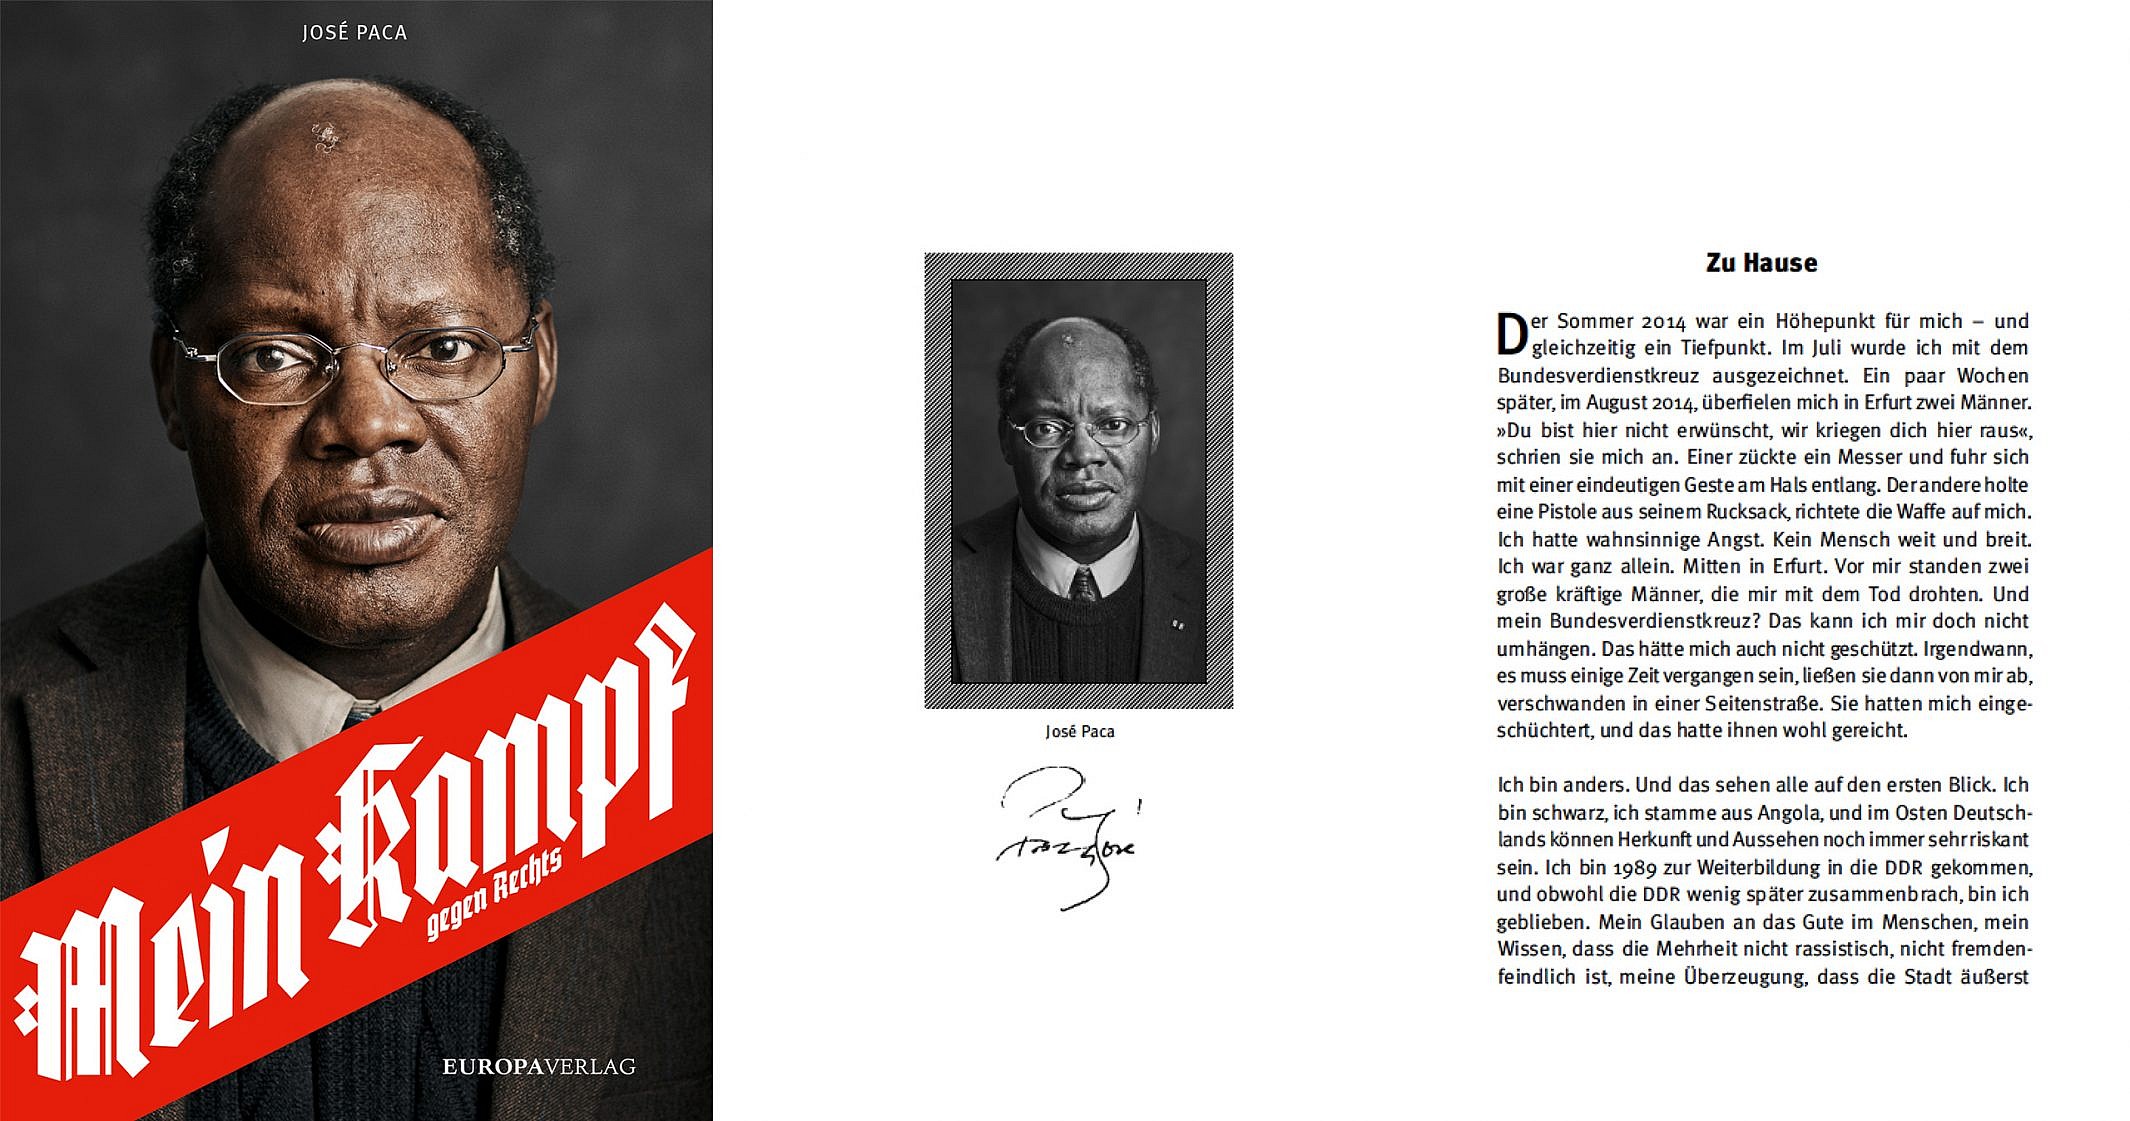 JOSÉ PACA
Mein Kampf
gegen Rechts
EUROPAVERLAG
José Paca
Zu Hause
Der Sommer 2014 war ein Höhepunkt für mich – und
gleichzeitig ein Tiefpunkt. Im Juli wurde ich mit dem
Bundesverdienstkreuz ausgezeichnet. Ein paar Wochen
später, im August 2014, überfielen mich in Erfurt zwei Männer.
»Du bist hier nicht erwünscht, wir kriegen dich hier raus«,
schrien sie mich an. Einer zückte ein Messer und fuhr sich
mit einer eindeutigen Geste am Hals entlang. Der andere holte
eine Pistole aus seinem Rucksack, richtete die Waffe auf mich.
Ich hatte wahnsinnige Angst. Kein Mensch weit und breit.
Ich war ganz allein. Mitten in Erfurt. Vor mir standen zwei
große kräftige Männer, die mir mit dem Tod drohten. Und
mein Bundesverdienstkreuz? Das kann ich mir doch nicht
umhängen. Das hätte mich auch nicht geschützt. Irgendwann,
es muss einige Zeit vergangen sein, ließen sie dann von mir ab,
verschwanden in einer Seitenstraße. Sie hatten mich einge-
schüchtert, und das hatte ihnen wohl gereicht.
Ich bin anders. Und das sehen alle auf den ersten Blick. Ich
bin schwarz, ich stamme aus Angola, und im Osten Deutsch-
lands können Herkunft und Aussehen noch immer sehr riskant
sein. Ich bin 1989 zur Weiterbildung in die DDR gekommen,
und obwohl die DDR wenig später zusammenbrach, bin ich
geblieben. Mein Glauben an das Gute im Menschen, mein
Wissen, dass die Mehrheit nicht rassistisch, nicht fremden-
feindlich ist, meine Überzeugung, dass die Stadt äußerst